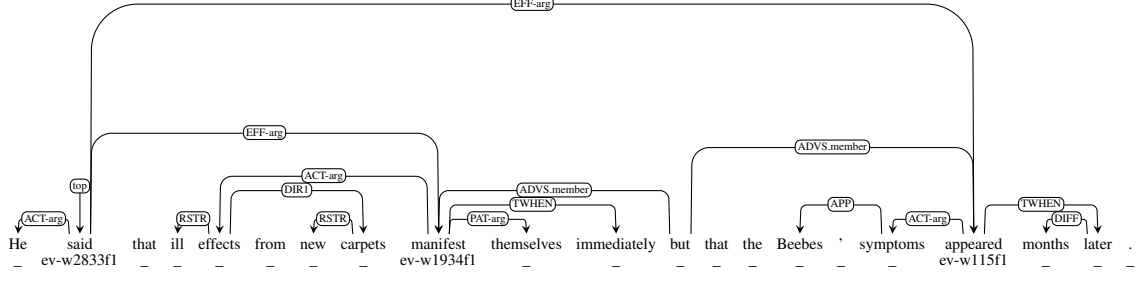 EFF-arg
EFF-arg
ADVS.member
top ACT-arg
DIR1 ADVS.member
TWHEN APP TWHEN
ACT-arg RSTR RSTR PAT-arg ACT-arg DIFF
He said that ill effects from new carpets manifest themselves immediately but that the Beebes ' symptoms appeared months later .
_ ev-w2833f1 _ _ _ _ _ _ ev-w1934f1 _ _ _ _ _ _ _ _ ev-w115f1 _ _ _